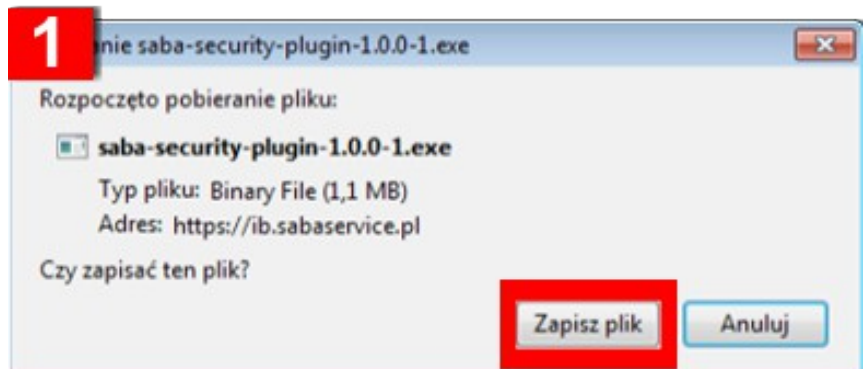 1
nie saba-security-plugin-1.0.0-1.exe
Rozpoczęto pobieranie pliku:
saba-security-plugin-1.0.0-1.exe
Typ pliku: Binary File (1,1 MB)
Adres: https://ib.sabaservice.pl
Czy zapisać ten plik?
Zapisz plik Anuluj